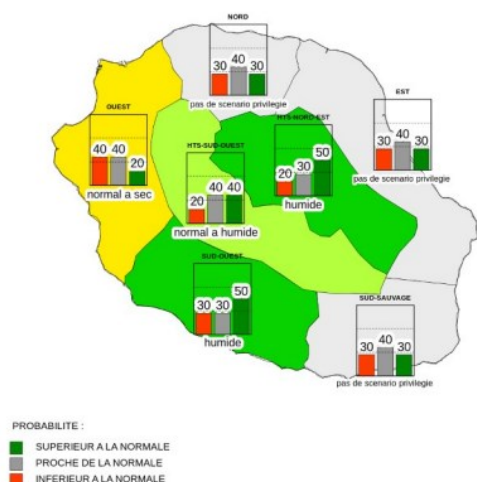 NORD
30 40 30
pas de scenario privilegie
OUEST
40 40 20
normal a sec
EST
30 40 30
pas de scenario privilegie
HTS-NORD-EST
20 30 50
humide
HTS-SUD-OUEST
20 40 40
normal a humide
SUD-OUEST
30 30 50
humide
SUD-SAUVAGE
30 40 30
pas de scenario privilegie
PROBABILITE :
SUPERIEUR A LA NORMALE
PROCHE DE LA NORMALE
INFERIEUR A LA NORMALE